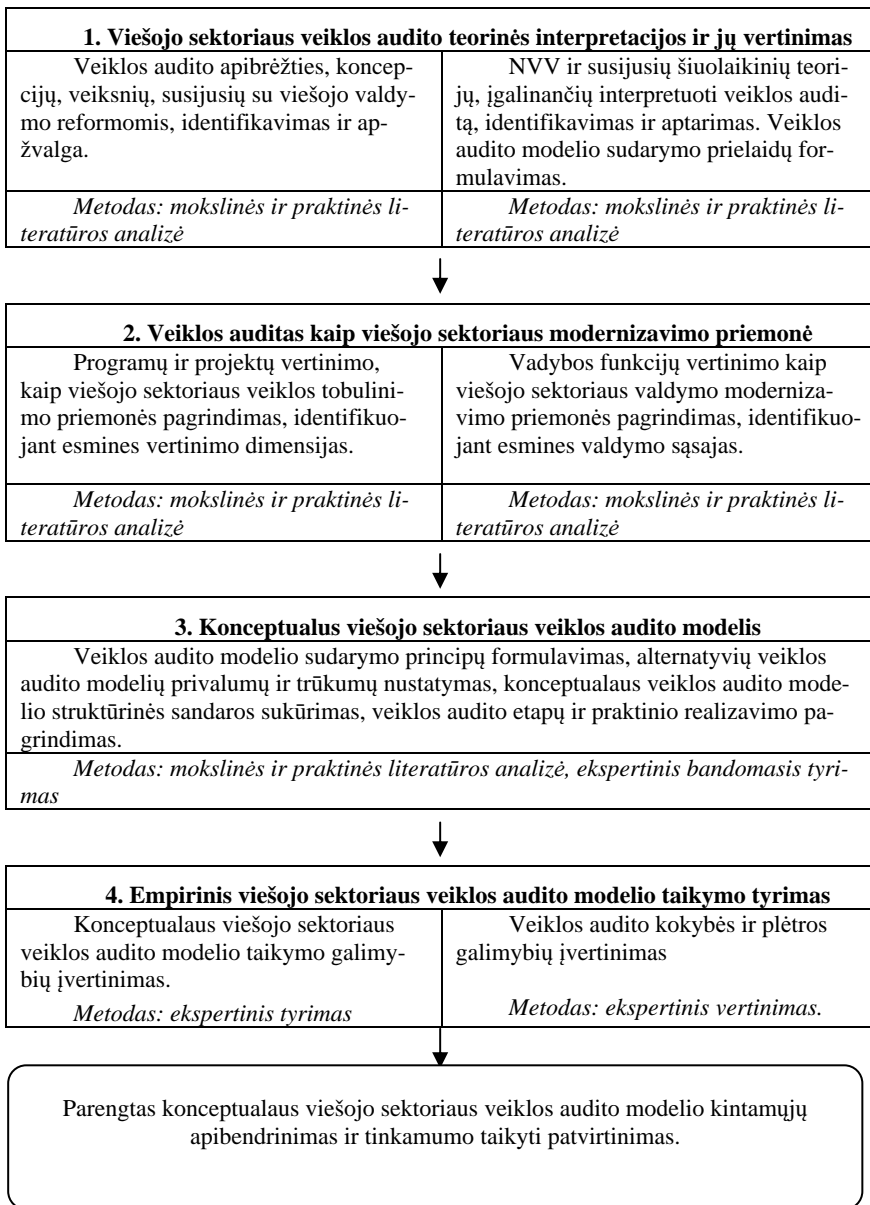 1. Viešojo sektoriaus veiklos audito teorinės interpretacijos ir jų vertinimas
Veiklos audito apibrėžties, koncep-
cijų, veiksnių, susijusių su viešojo valdy-
mo reformomis, identifikavimas ir ap-
žvalga.
Metodas: mokslinės ir praktinės li-
teratūros analizė
NVV ir susijusių šiuolaikinių teori-
jų, įgalinančių interpretuoti veiklos audi-
tą, identifikavimas ir aptarimas. Veiklos
audito modelio sudarymo prielaidų for-
mulavimas.
Metodas: mokslinės ir praktinės li-
teratūros analizė
2. Veiklos auditas kaip viešojo sektoriaus modernizavimo priemonė
Programų ir projektų vertinimo,
kaip viešojo sektoriaus veiklos tobulini-
mo priemonės pagrindimas, identifikuo-
jant esmines vertinimo dimensijas.
Metodas: mokslinės ir praktinės li-
teratūros analizė
Vadybos funkcijų vertinimo kaip
viešojo sektoriaus valdymo moderniza-
vimo priemonės pagrindimas, identifikuo-
jant esmines valdymo sąsajas.
Metodas: mokslinės ir praktinės li-
teratūros analizė
3. Konceptualus viešojo sektoriaus veiklos audito modelis
Veiklos audito modelio sudarymo principų formulavimas, alternatyvių veiklos
audito modelių privalumų ir trūkumų nustatymas, konceptualaus veiklos audito mode-
lio struktūrinės sandaros sukūrimas, veiklos audito etapų ir praktinio realizavimo pa-
grindimas.
Metodas: mokslinės ir praktinės literatūros analizė, ekspertinis bandomasis tyri-
mas
4. Empirinis viešojo sektoriaus veiklos audito modelio taikymo tyrimas
Konceptualaus viešojo sektoriaus
veiklos audito modelio taikymo galimy-
bių įvertinimas.
Metodas: ekspertinis tyrimas
Veiklos audito kokybės ir plėtros
galimybių įvertinimas
Metodas: ekspertinis vertinimas.
Parengtas konceptualaus viešojo sektoriaus veiklos audito modelio kintamųjų
apibendrinimas ir tinkamumo taikyti patvirtinimas.